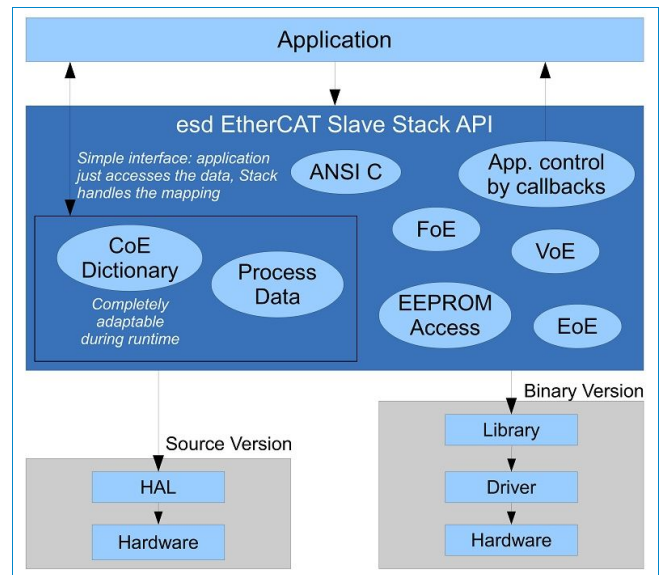 Application
esd EtherCAT Slave Stack API
Simple interface: application
just accesses the data, Stack
handles the mapping
ANSI C
App. control
by callbacks
CoE
Dictionary
Completely
adaptable
during runtime
Process
Data
FoE
VoE
EEPROM
Access
EoE
Source Version
HAL
Hardware
Binary Version
Library
Driver
Hardware